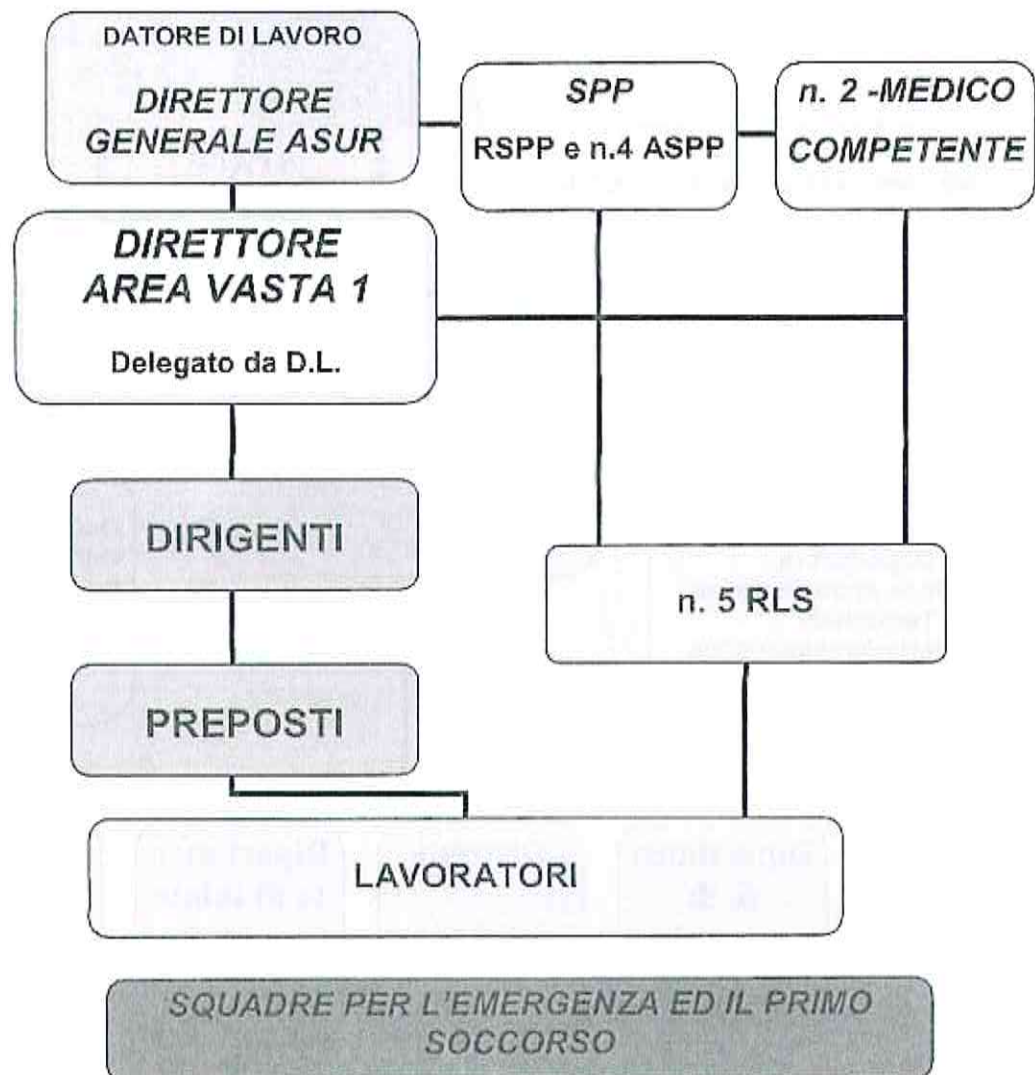 DATORE DI LAVORO
DIRETTORE
GENERALE ASUR
SPP
RSPP e n.4 ASPP
n. 2 -MEDICO
COMPETENTE
DIRETTORE
AREA VASTA 1
Delegato da D.L.
DIRIGENTI
n. 5 RLS
PREPOSTI
LAVORATORI
SQUADRE PER L'EMERGENZA ED IL PRIMO
SOCCORSO